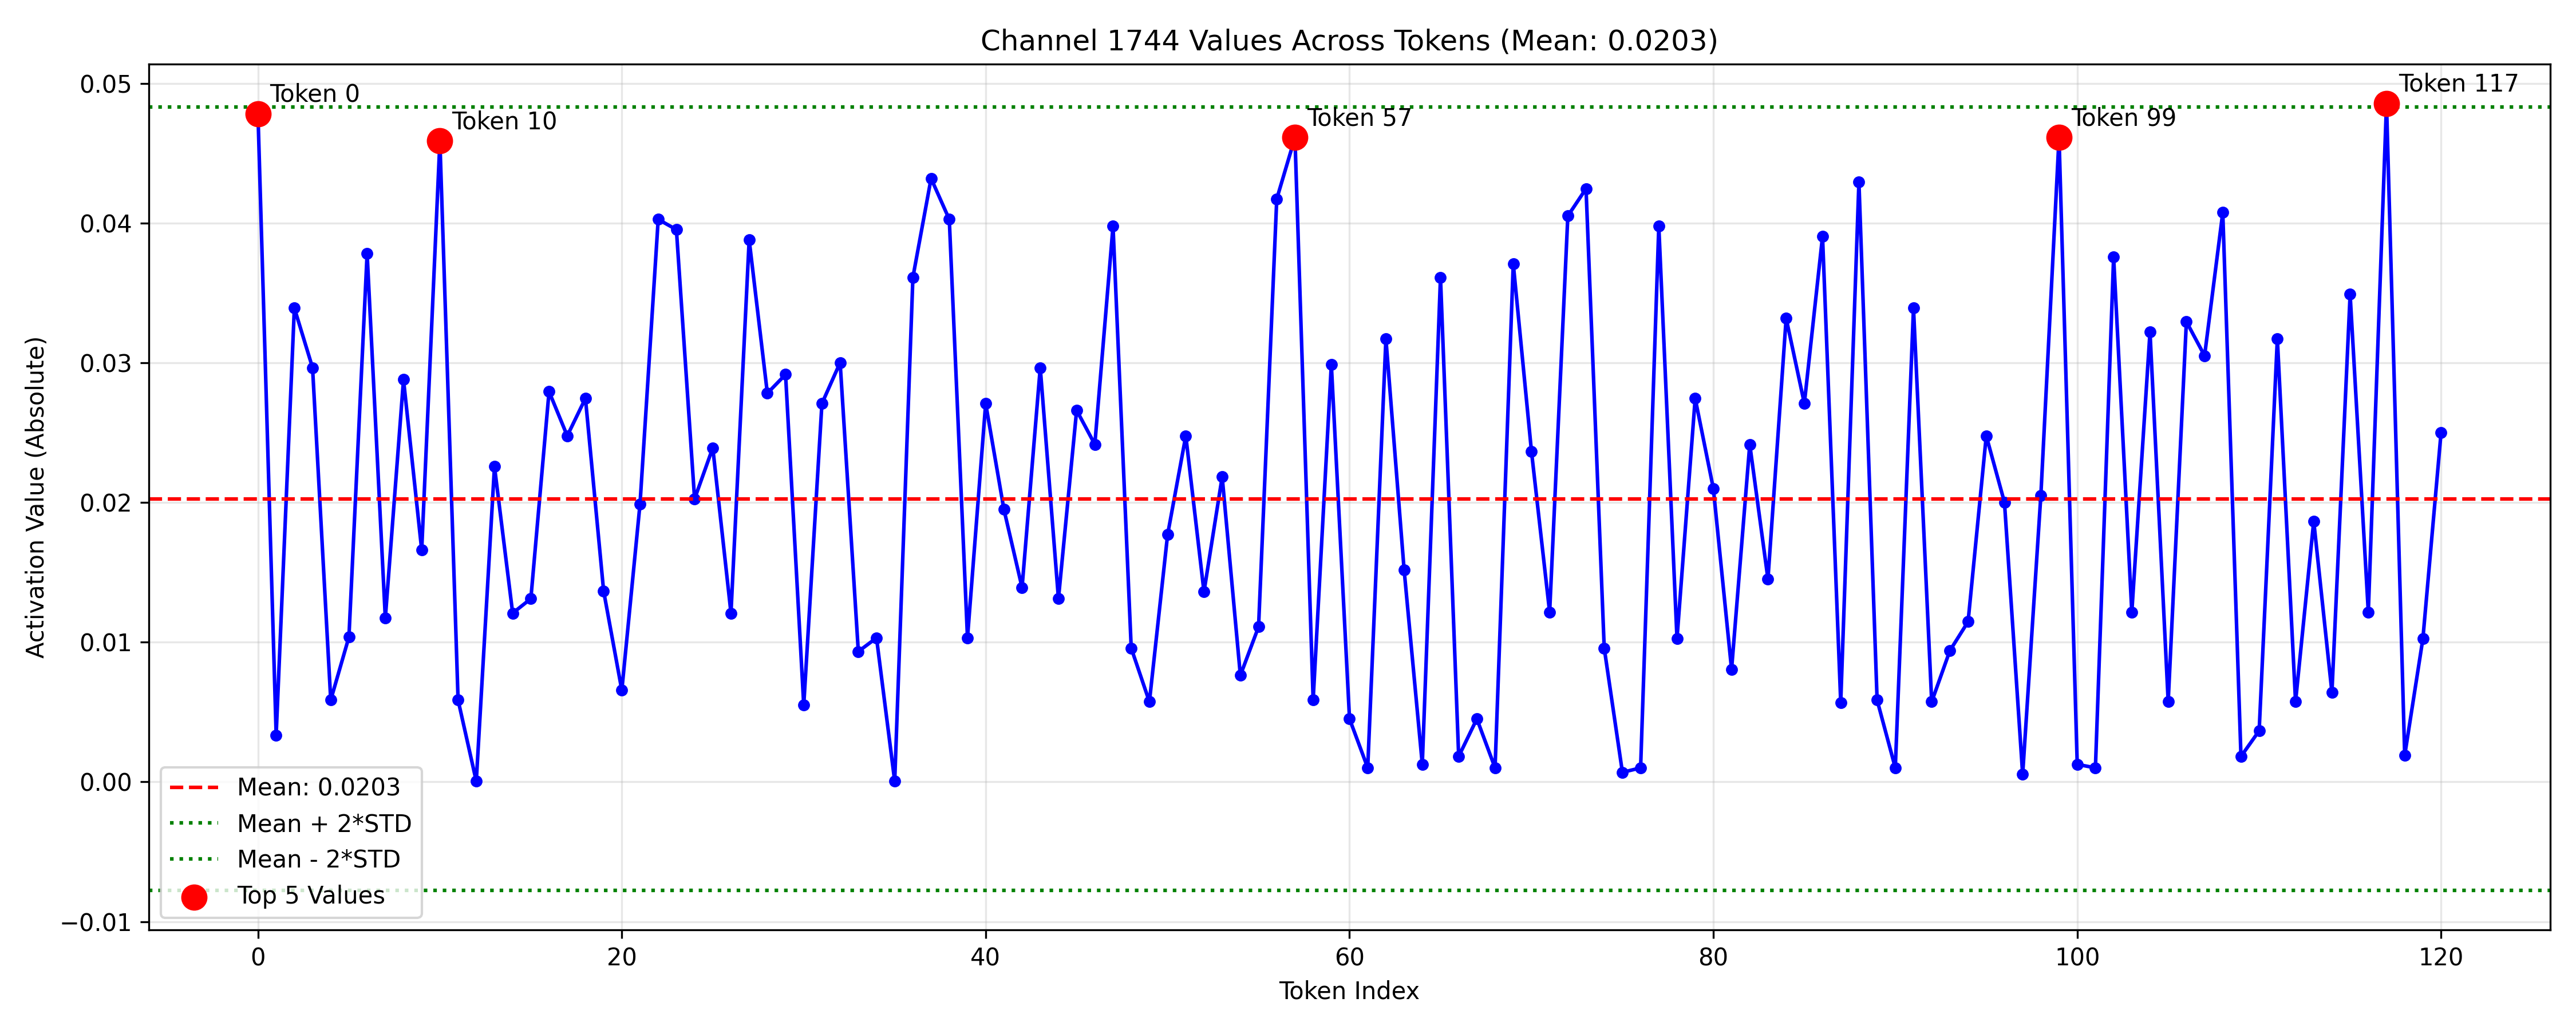 Channel 1744 Values Across Tokens (Mean: 0.0203)
Activation Value (Absolute)
0.05
0.04
0.03
0.02
0.01
0.00
−0.01
Token 0
Token 10
Token 57
Token 99
Token 117
Mean: 0.0203
Mean + 2*STD
Mean - 2*STD
Top 5 Values
0 20 40 60 80 100 120
Token Index